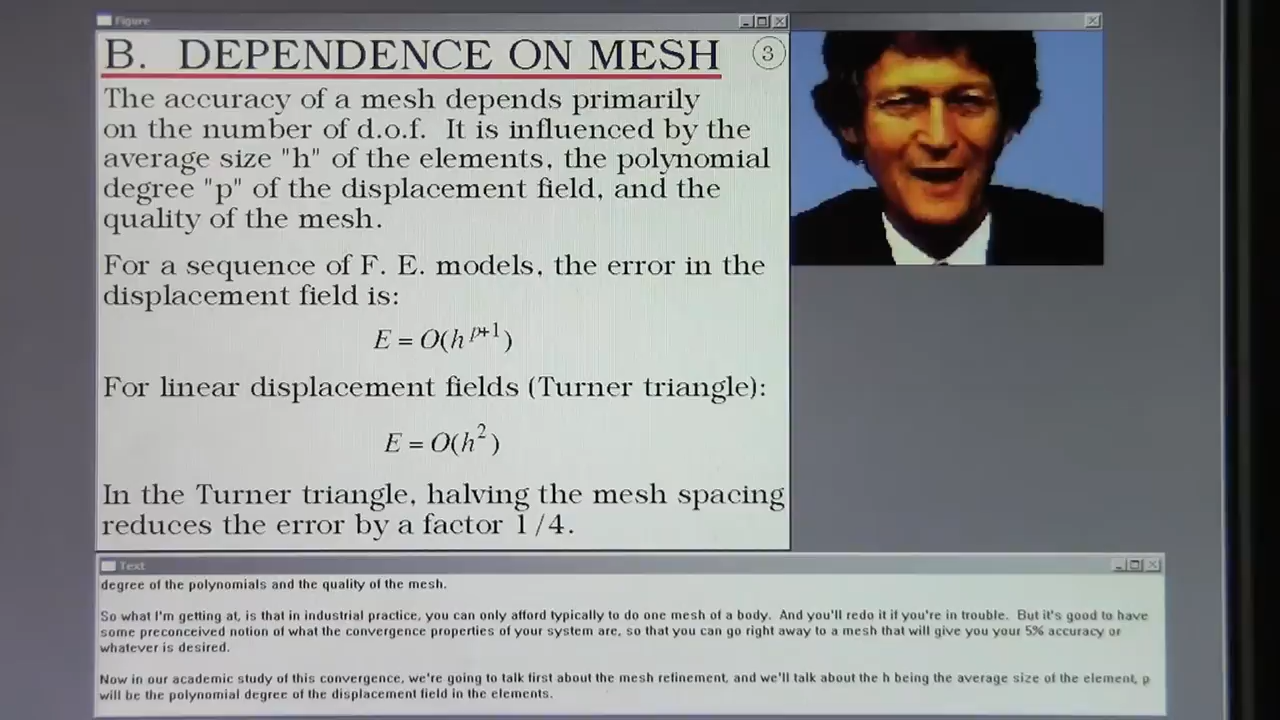 Figure
B. DEPENDENCE ON MESH 3
The accuracy of a mesh depends primarily
on the number of d.o.f. It is influenced by the
average size "h" of the elements, the polynomial
degree "p" of the displacement field, and the
quality of the mesh.
For a sequence of F. E. models, the error in the
displacement field is:
E = O(h^{p+1})
For linear displacement fields (Turner triangle):
E = O(h²)
In the Turner triangle, halving the mesh spacing
reduces the error by a factor 1/4.
Text
degree of the polynomials and the quality of the mesh.
So what I'm getting at, is that in industrial practice, you can only afford typically to do one mesh of a body. And you'll redo it if you're in trouble. But it's good to have
some preconceived notion of what the convergence properties of your system are, so that you can go right away to a mesh that will give you your 5% accuracy or
whatever is desired.
Now in our academic study of this convergence, we're going to talk first about the mesh refinement, and we'll talk about the h being the average size of the element, p
will be the polynomial degree of the displacement field in the elements.